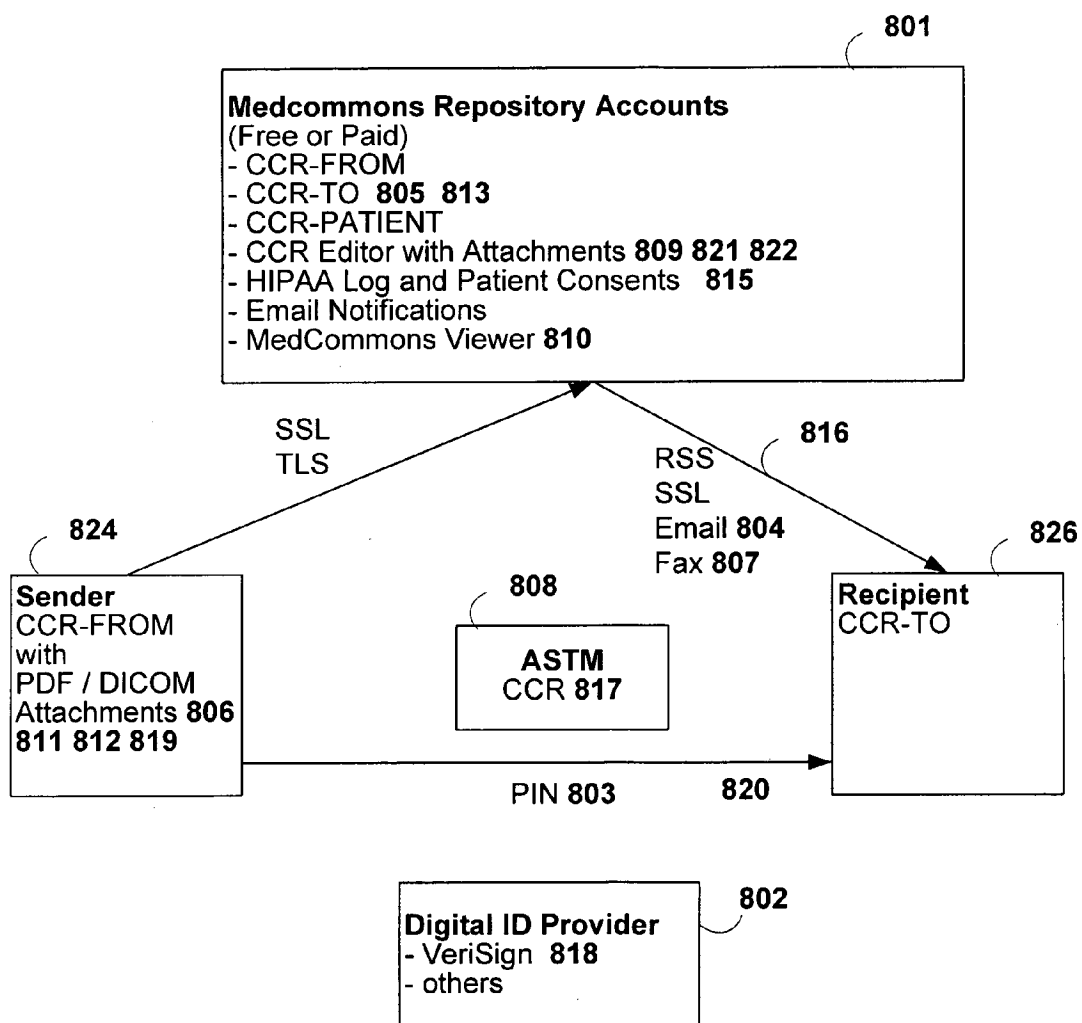 801
Medcommons Repository Accounts
(Free or Paid)
- CCR-FROM
- CCR-TO 805 813
- CCR-PATIENT
- CCR Editor with Attachments 809 821 822
- HIPAA Log and Patient Consents 815
- Email Notifications
- MedCommons Viewer 810
SSL
TLS
816
RSS
SSL
Email 804
Fax 807
824
Sender
CCR-FROM
with
PDF / DICOM
Attachments 806
811 812 819
808
ASTM
CCR 817
826
Recipient
CCR-TO
PIN 803
820
802
Digital ID Provider
- VeriSign 818
- others